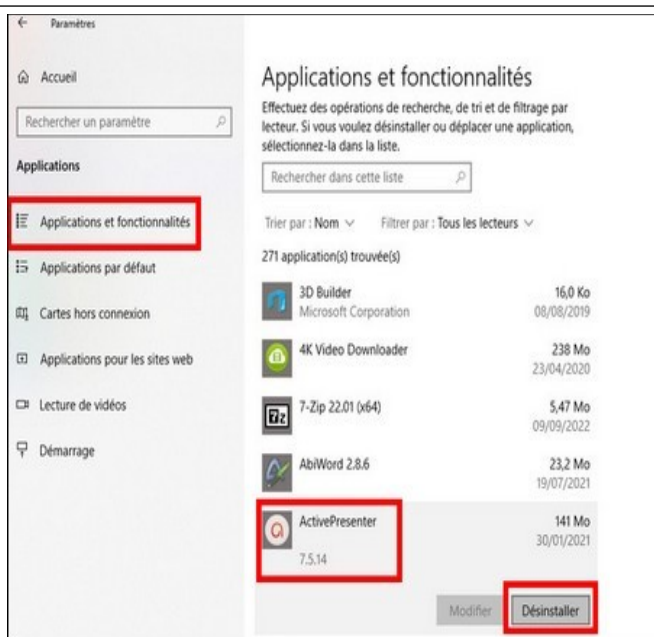 Paramètres
Accueil
Rechercher un paramètre
Applications
Applications et fonctionnalités
Applications par défaut
Cartes hors connexion
Applications pour les sites web
Lecture de vidéos
Démarrage
Applications et fonctionnalités
Effectuez des opérations de recherche, de tri et de filtrage par
lecteur. Si vous voulez désinstaller ou déplacer une application,
sélectionnez-la dans la liste.
Rechercher dans cette liste
Trier par : Nom Filtrer par : Tous les lecteurs
271 application(s) trouvée(s)
3D Builder 16,0 Ko
Microsoft Corporation 08/08/2019
4K Video Downloader 238 Mo
23/04/2020
7-Zip 22.01 (x64) 5,47 Mo
09/09/2022
AbiWord 2.8.6 23,2 Mo
19/07/2021
ActivePresenter 141 Mo
30/01/2021
7.5.14
Modifier Désinstaller